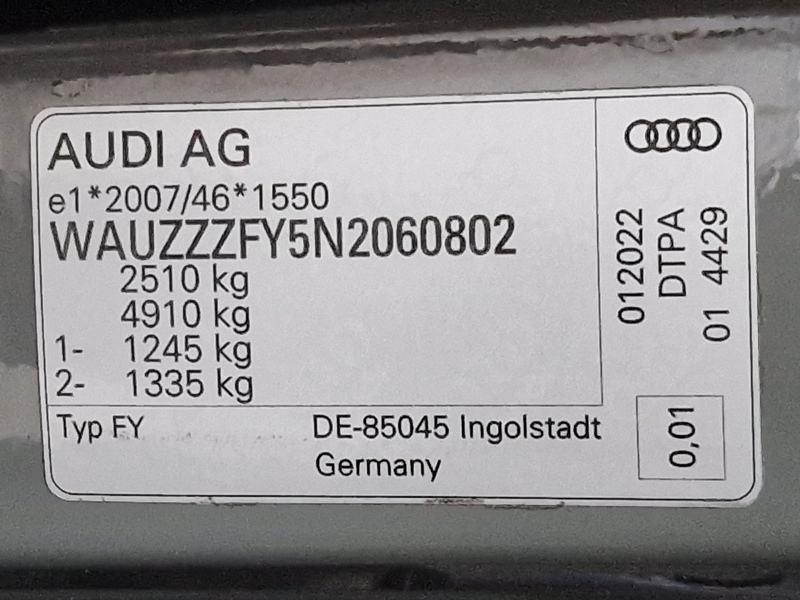 AUDI AG
e1*2007/46*1550
WAUZZZFY5N2060802
2510 kg
4910 kg
1- 1245 kg
2- 1335 kg
Typ FY
DE-85045 Ingolstadt
Germany
012022
DTPA
01 4429
0,01